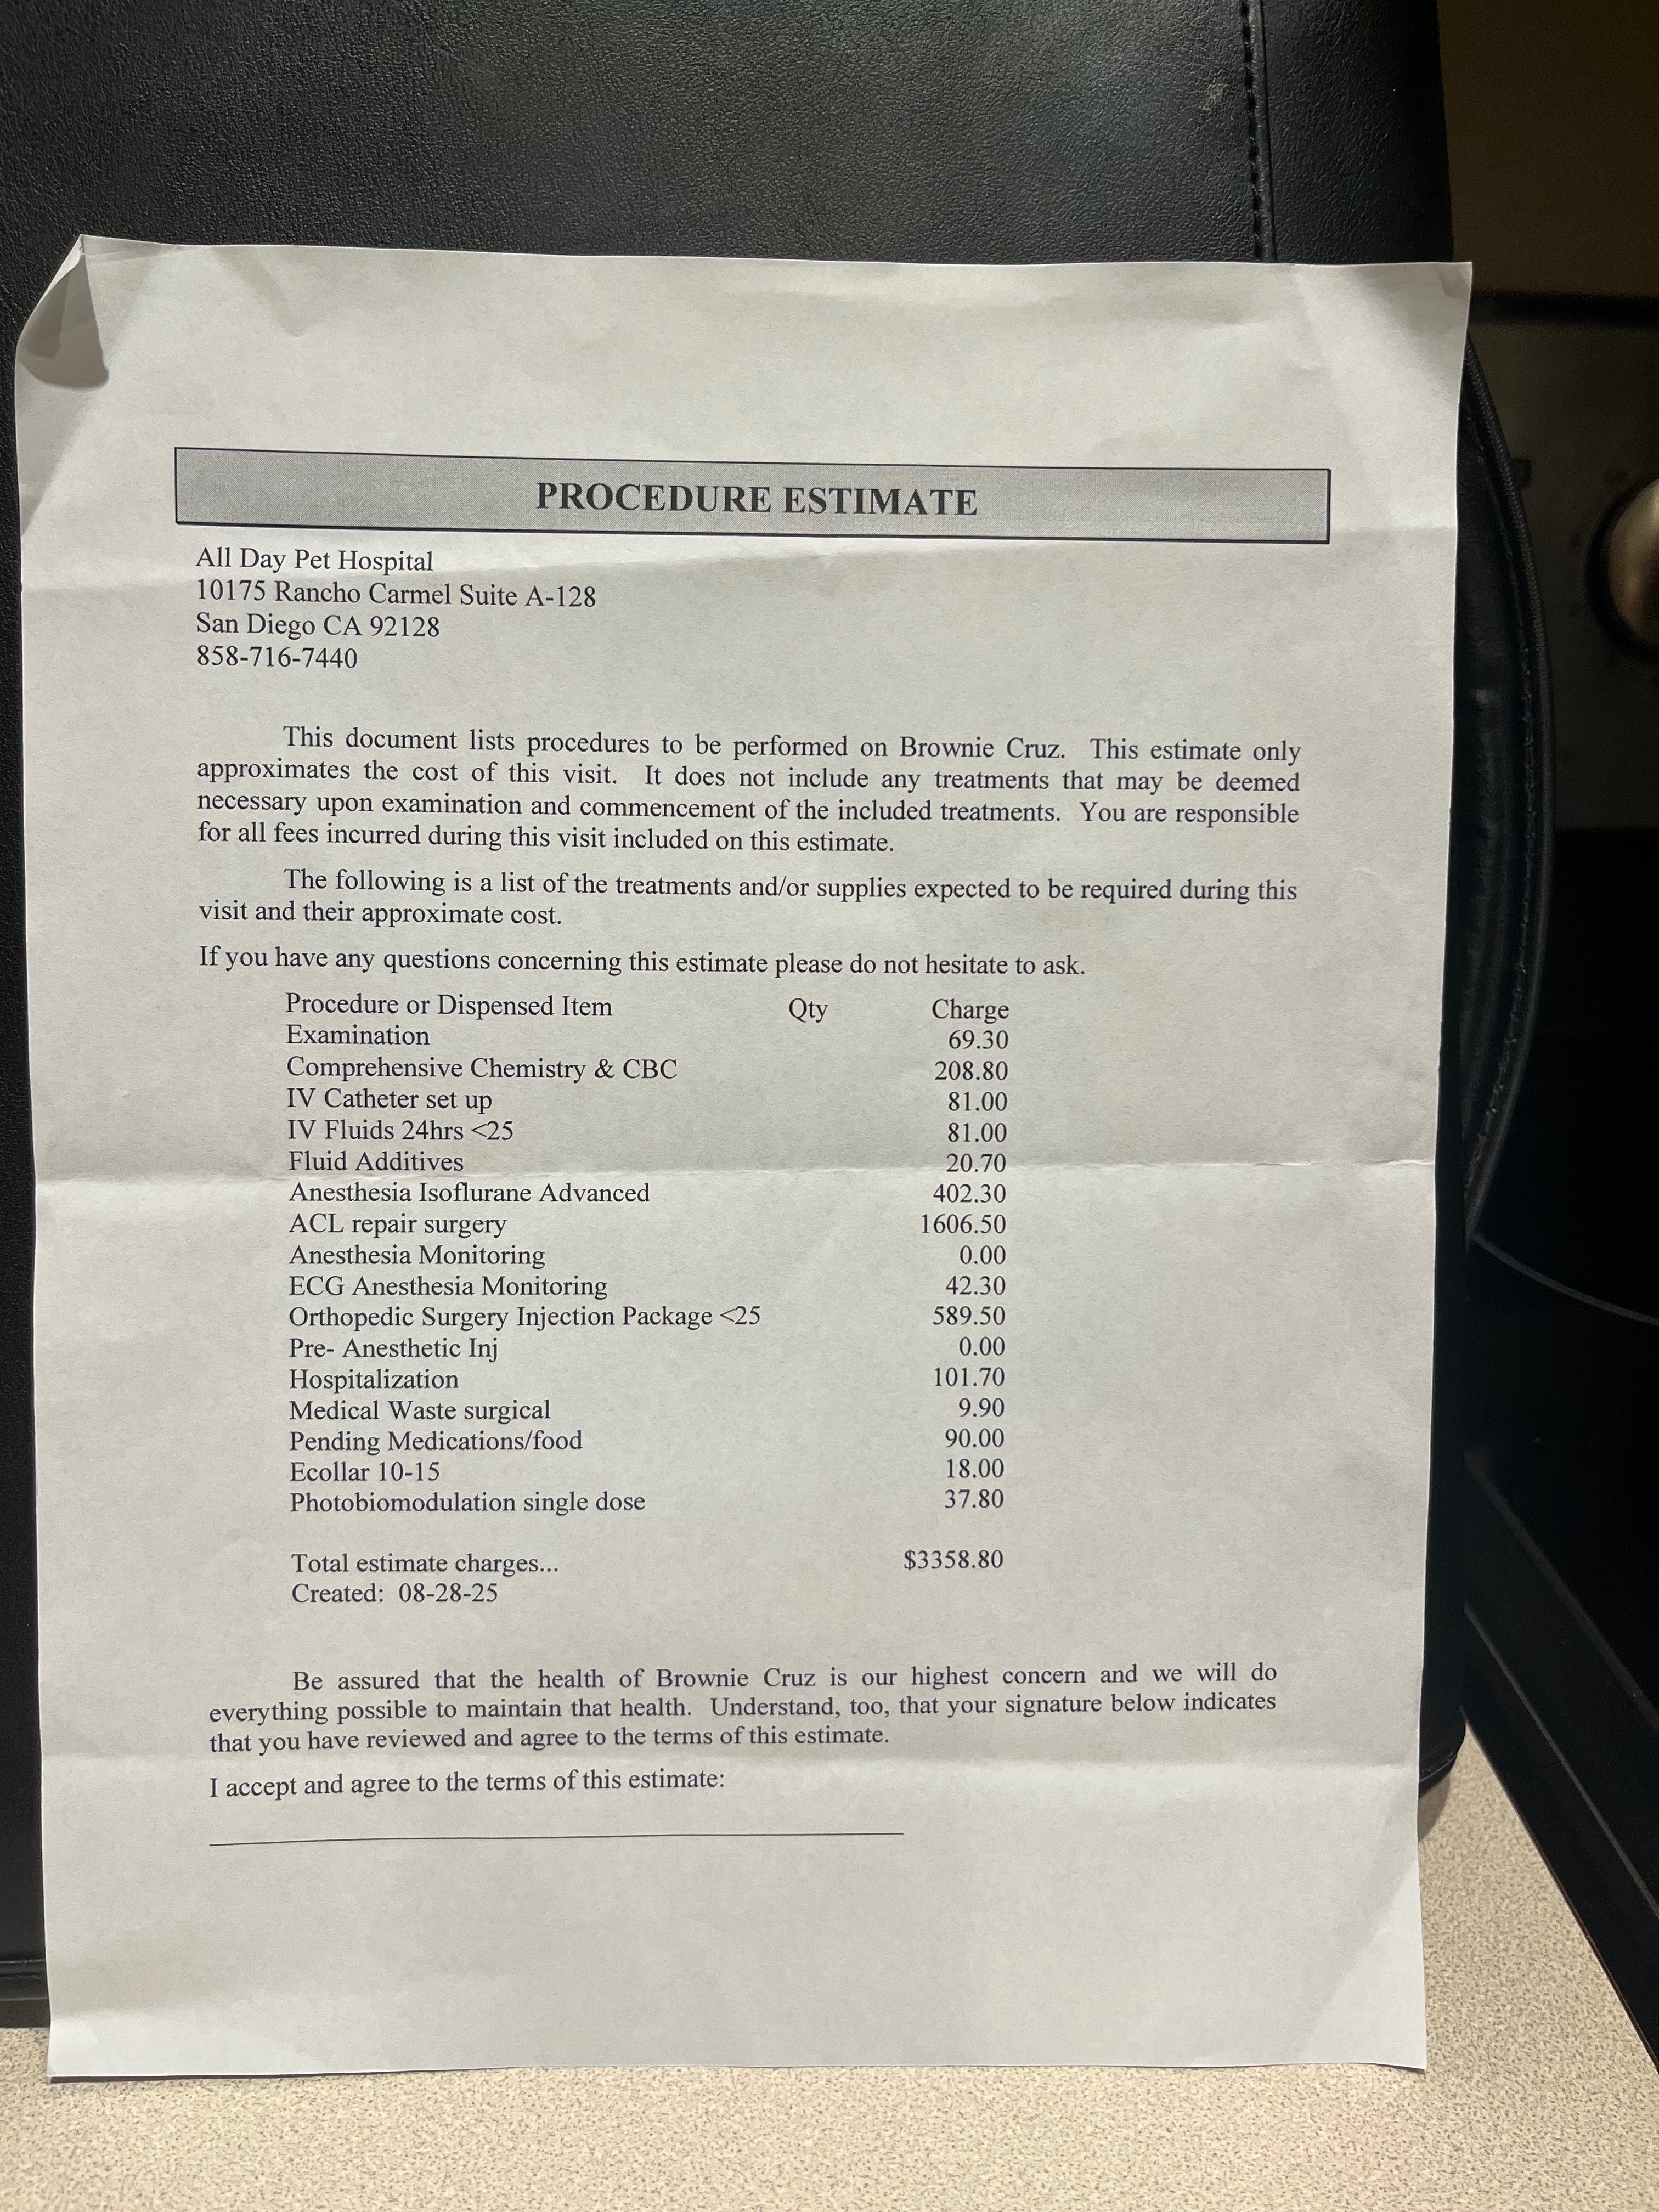 PROCEDURE ESTIMATE
All Day Pet Hospital
10175 Rancho Carmel Suite A-128
San Diego CA 92128
858-716-7440
This document lists procedures to be performed on Brownie Cruz. This estimate only
approximates the cost of this visit. It does not include any treatments that may be deemed
necessary upon examination and commencement of the included treatments. You are responsible
for all fees incurred during this visit included on this estimate.
The following is a list of the treatments and/or supplies expected to be required during this
visit and their approximate cost.
If you have any questions concerning this estimate please do not hesitate to ask.
Procedure or Dispensed Item Qty Charge
Examination 69.30
Comprehensive Chemistry & CBC 208.80
IV Catheter set up 81.00
IV Fluids 24hrs <25 81.00
Fluid Additives 20.70
Anesthesia Isoflurane Advanced 402.30
ACL repair surgery 1606.50
Anesthesia Monitoring 0.00
ECG Anesthesia Monitoring 42.30
Orthopedic Surgery Injection Package <25 589.50
Pre- Anesthetic Inj 0.00
Hospitalization 101.70
Medical Waste surgical 9.90
Pending Medications/food 90.00
Ecollar 10-15 18.00
Photobiomodulation single dose 37.80
Total estimate charges... $3358.80
Created: 08-28-25
Be assured that the health of Brownie Cruz is our highest concern and we will do
everything possible to maintain that health. Understand, too, that your signature below indicates
that you have reviewed and agree to the terms of this estimate.
I accept and agree to the terms of this estimate: